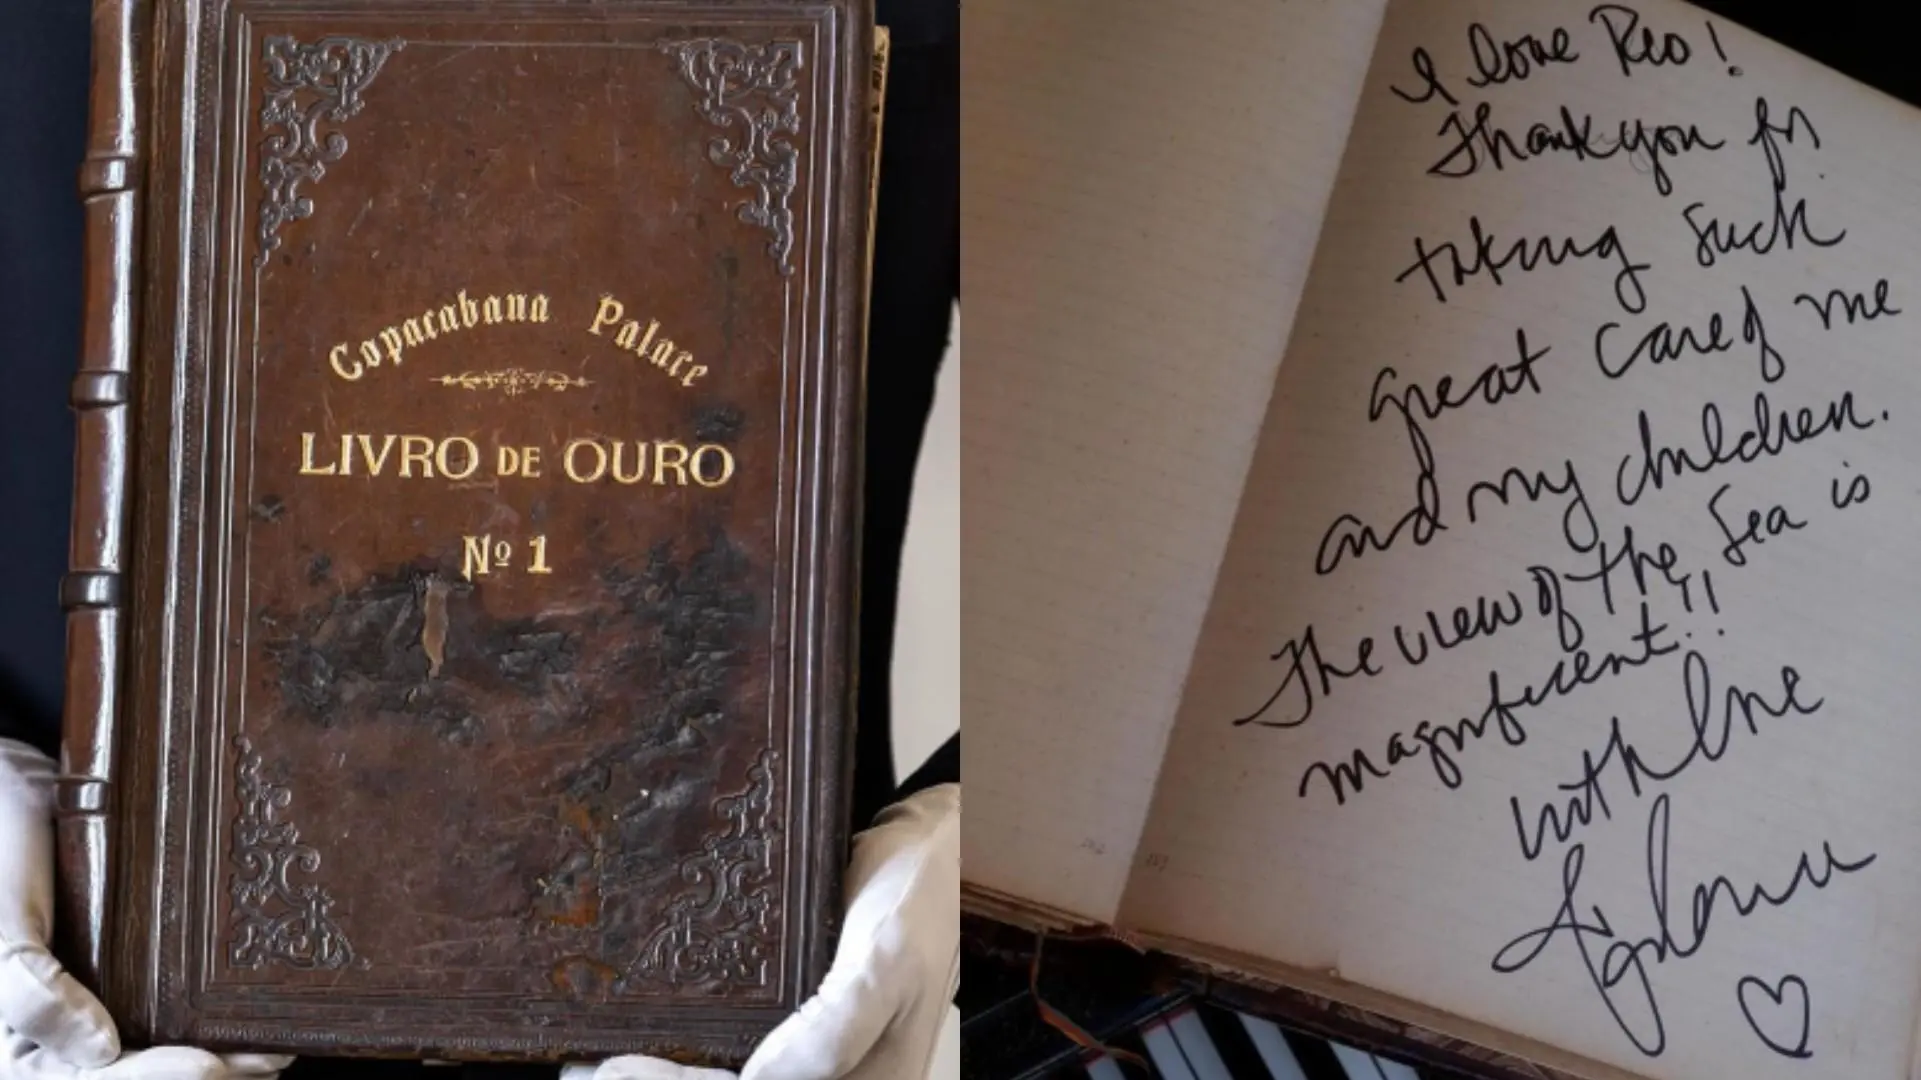 Copacabana Palace
LIVRO DE OURO
Nº 1
I love Rio!
Thank you for
taking such
great care of me
and my children.
The view of the Sea is
magnificent!!
with love